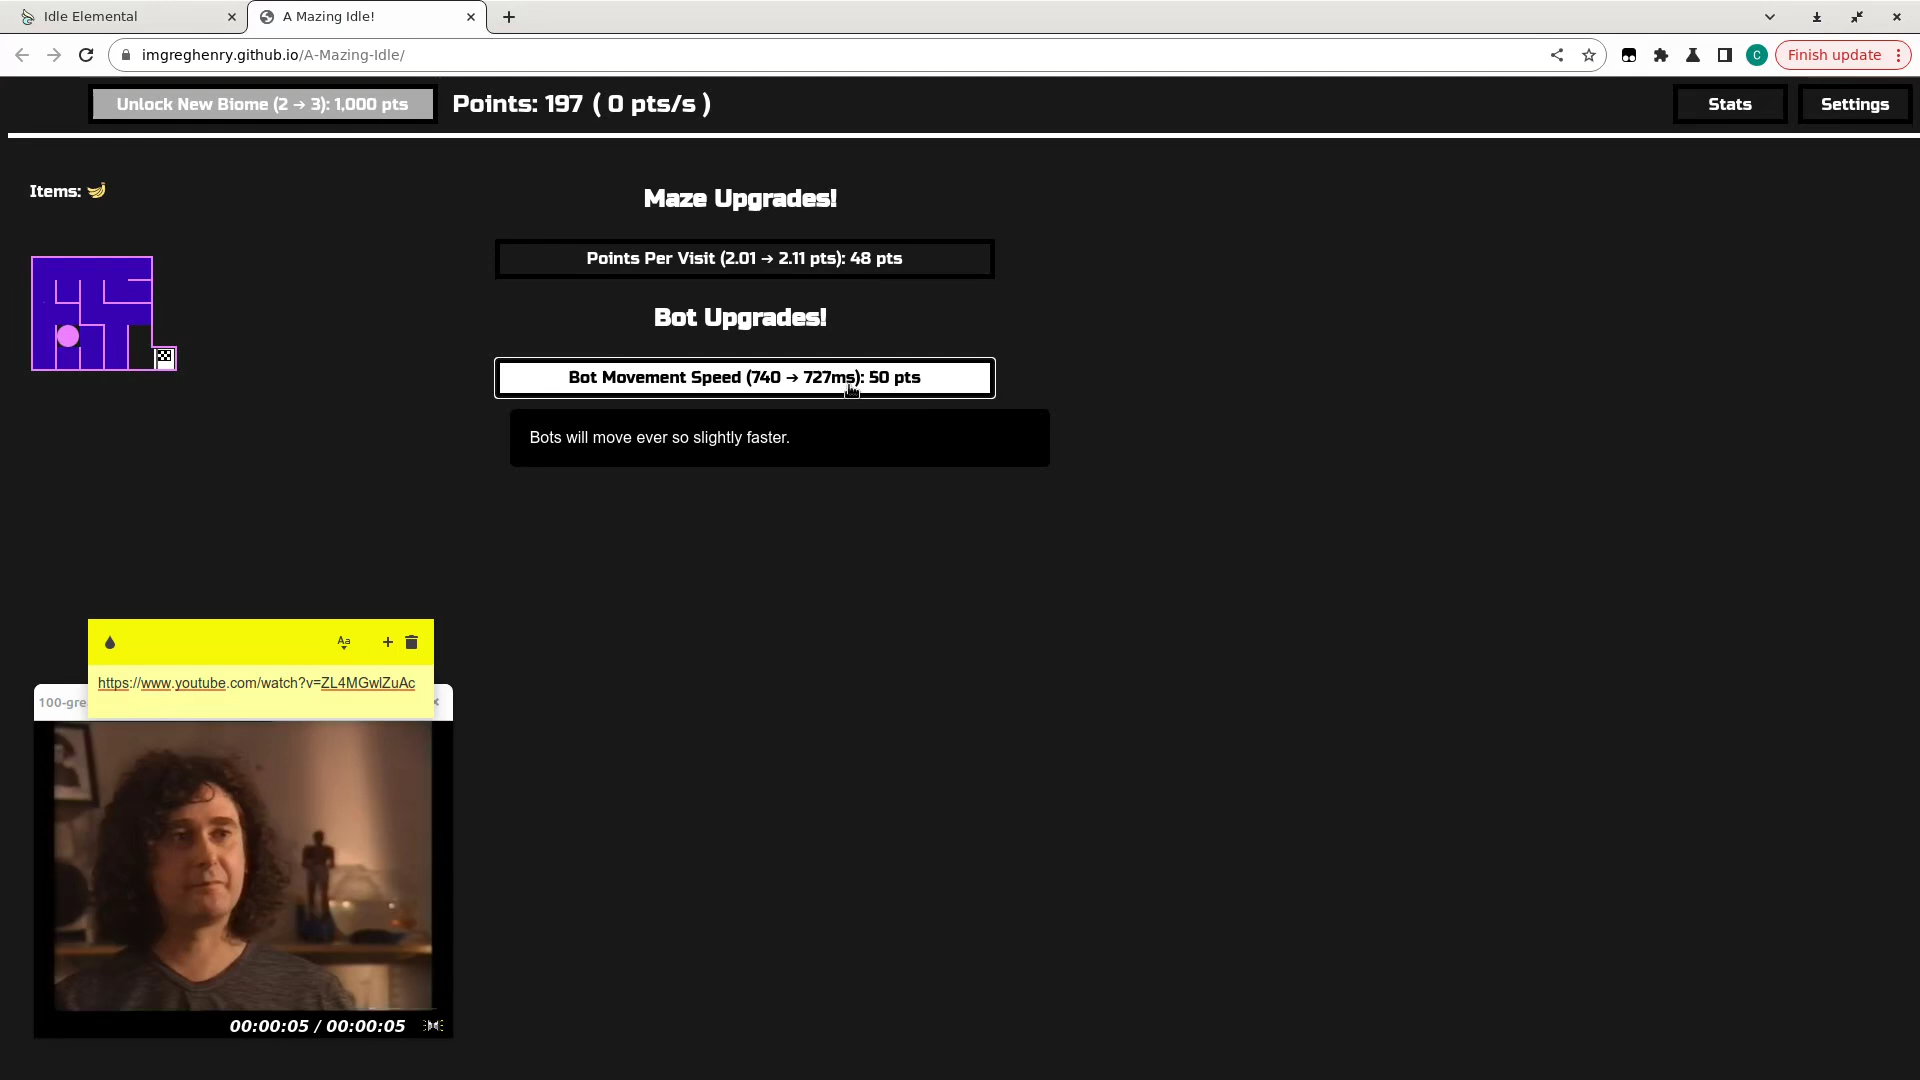 Idle Elemental
A Mazing Idle!
imgreghenry.github.io/A-Mazing-Idle/
C
Finish update
Unlock New Biome (2 → 3): 1,000 pts
Points: 197 ( 0 pts/s )
Stats
Settings
Items:
Maze Upgrades!
Points Per Visit (2.01 → 2.11 pts): 48 pts
Bot Upgrades!
Bot Movement Speed (740 → 727ms): 50 pts
Bots will move ever so slightly faster.
Aa
https://www.youtube.com/watch?v=ZL4MGwlZuAc
100-gre
00:00:05 / 00:00:05